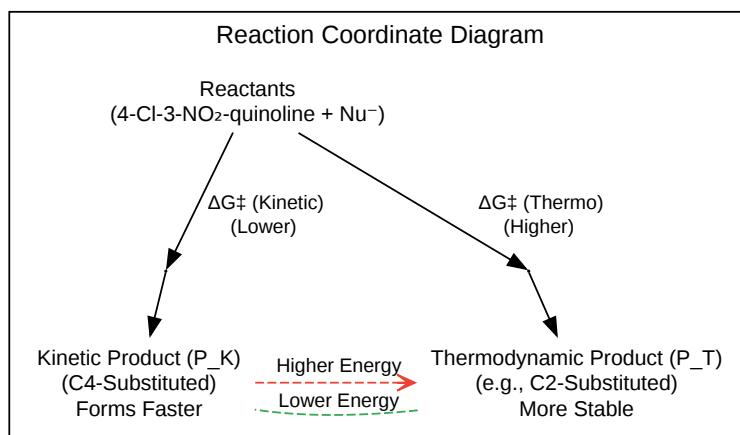 Reaction Coordinate Diagram
Reactants
(4-Cl-3-NO₂-quinoline + Nu⁻)
ΔG‡ (Kinetic)
(Lower)
ΔG‡ (Thermo)
(Higher)
Kinetic Product (P_K)
(C4-Substituted)
Forms Faster
Higher Energy
Lower Energy
Thermodynamic Product (P_T)
(e.g., C2-Substituted)
More Stable